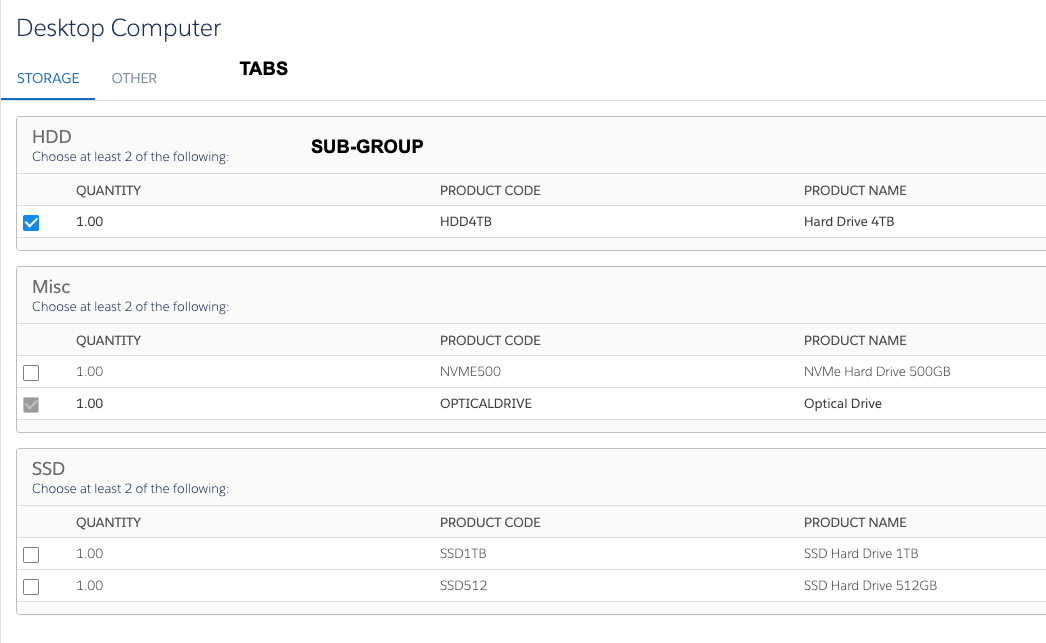 Desktop Computer
STORAGE OTHER TABS
HDD
Choose at least 2 of the following:
SUB-GROUP
QUANTITY PRODUCT CODE PRODUCT NAME
1.00 HDD4TB Hard Drive 4TB
Misc
Choose at least 2 of the following:
QUANTITY PRODUCT CODE PRODUCT NAME
1.00 NVME500 NVMe Hard Drive 500GB
1.00 OPTICALDRIVE Optical Drive
SSD
Choose at least 2 of the following:
QUANTITY PRODUCT CODE PRODUCT NAME
1.00 SSD1TB SSD Hard Drive 1TB
1.00 SSD512 SSD Hard Drive 512GB